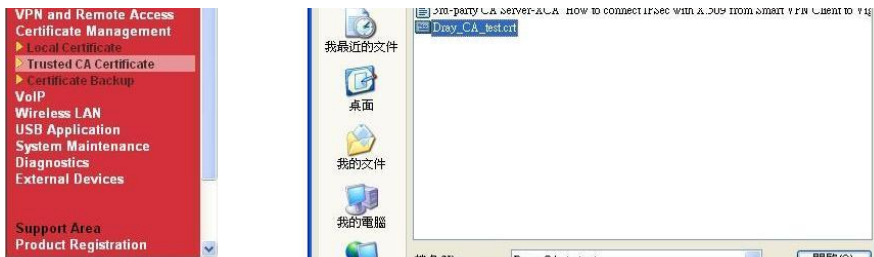 VPN and Remote Access
Certificate Management
Local Certificate
Trusted CA Certificate
Certificate Backup
VoIP
Wireless LAN
USB Application
System Maintenance
Diagnostics
External Devices
Support Area
Product Registration
3rd-party CA Server-XCA_How to connect IPSec with X.509 from Smart VPN Client to Vig
Dray_CA_test.crt
我最近的文件
桌面
我的文件
我的電腦